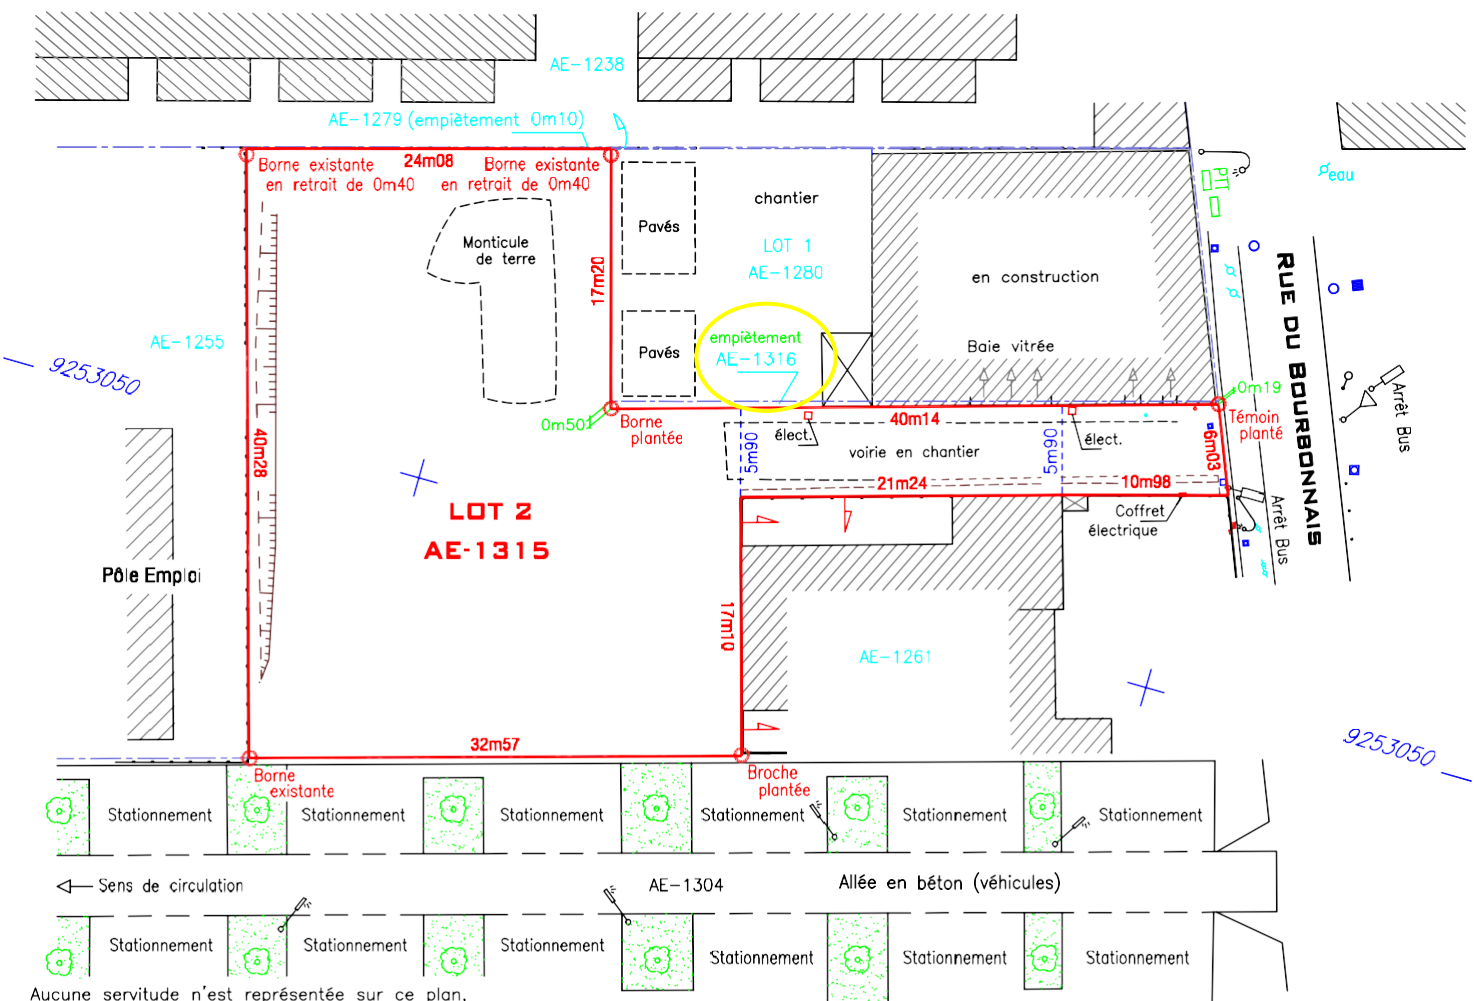 AE-1238
AE-1279 (empiètement 0m10)
Borne existante
en retrait de 0m40
24m08
Borne existante
en retrait de 0m40
PTT
eau
Pavés
chantier
LOT 1
AE-1280
Monticule
de terre
17m20
en construction
RUE DU BOURBONNAIS
AE-1255
9253050
Pavés
empiètement
AE-1316
Baie vitrée
0m19
Témoin
planté
Arrêt Bus
0m50
Borne
plantée
40m14
élect.
élect.
5m90
5m90
voirie en chantier
6m03
40m28
21m24
10m98
LOT 2
AE-1315
Coffret
électrique
Arrêt Bus
Pôle Emploi
17m10
AE-1261
32m57
9253050
Borne
existante
Broche
plantée
Stationnement
Stationnement
Stationnement
Stationnement
Stationnement
Stationnement
Sens de circulation
AE-1304
Allée en béton (véhicules)
Stationnement
Stationnement
Stationnement
Stationnement
Stationnement
Stationnement
Aucune servitude n'est représentée sur ce plan.